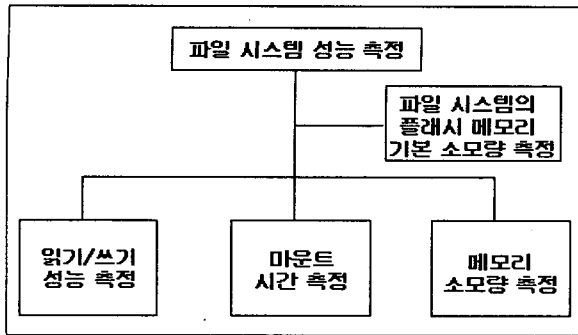 파일 시스템 성능 측정
파일 시스템의
플래시 메모리
기본 소모량 측정
읽기/쓰기
성능 측정
마운트
시간 측정
메모리
소모량 측정